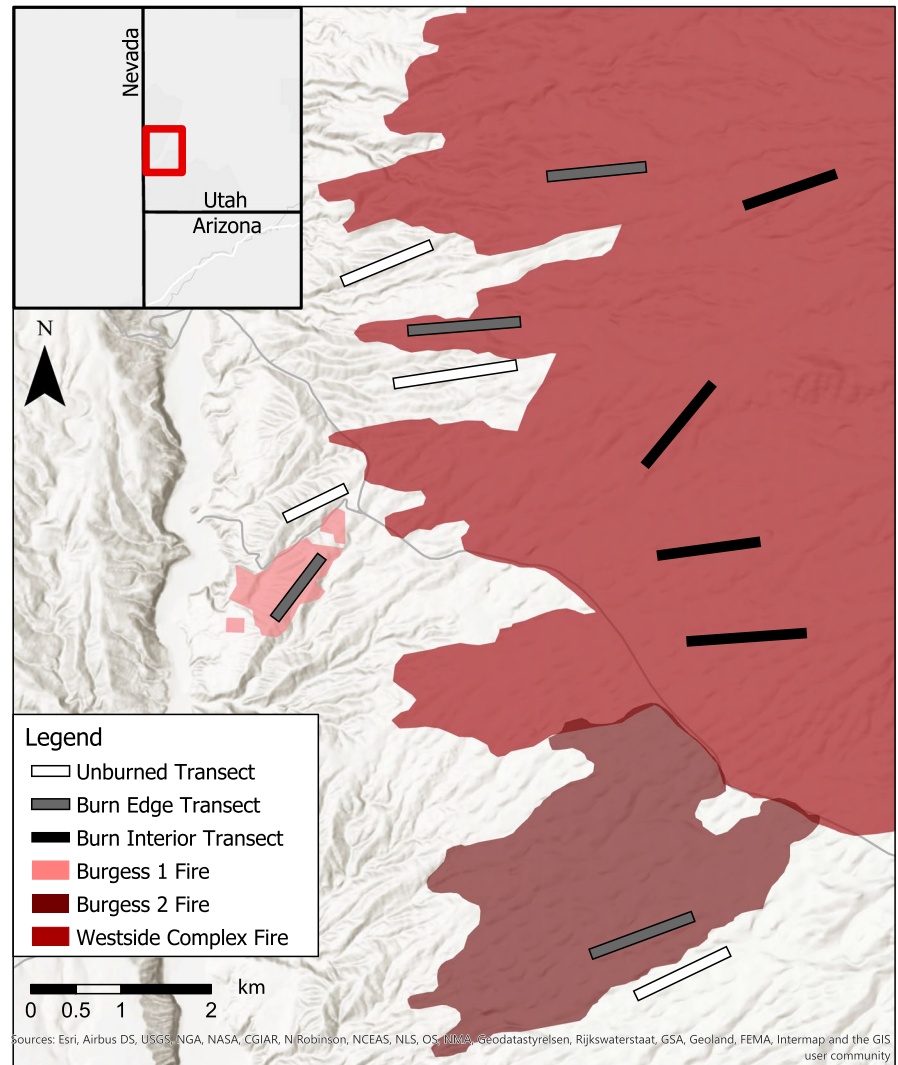 Nevada
Utah
Arizona
N
Legend
Unburned Transect
Burn Edge Transect
Burn Interior Transect
Burgess 1 Fire
Burgess 2 Fire
Westside Complex Fire
km
0 0.5 1 2
Sources: Esri, Airbus DS, USGS, NGA, NASA, CGIAR, N Robinson, NCEAS, NLS, OS, NMA, Geodatastyrelsen, Rijkswaterstaat, GSA, Geoland, FEMA, Intermap and the GIS
user community